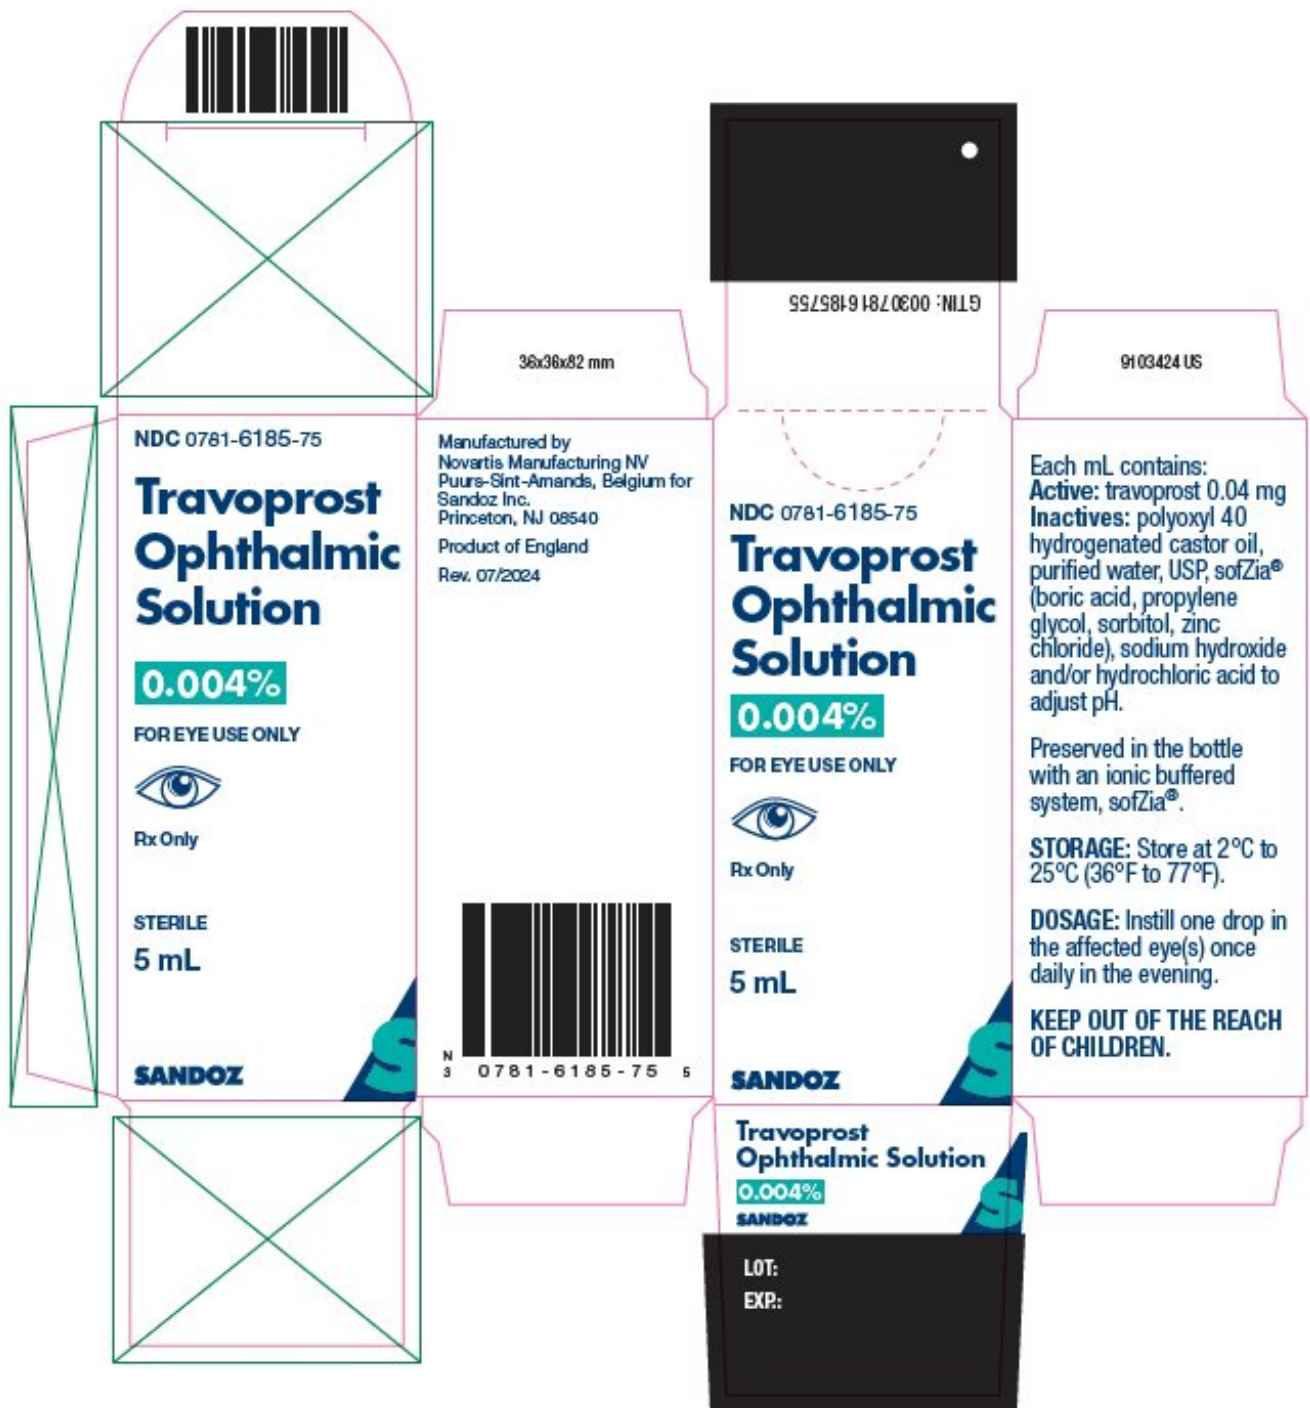 GTIN: 00307816185755
36x36x82 mm
9103424 US
NDC 0781-6185-75
Travoprost
Ophthalmic
Solution
0.004%
FOR EYE USE ONLY
Rx Only
STERILE
5 mL
SANDOZ
S
Manufactured by
Novartis Manufacturing NV
Puurs-Sint-Amands, Belgium for
Sandoz Inc.
Princeton, NJ 08540
Product of England
Rev. 07/2024
N
3 0781-6185-75 5
NDC 0781-6185-75
Travoprost
Ophthalmic
Solution
0.004%
FOR EYE USE ONLY
Rx Only
STERILE
5 mL
SANDOZ
S
Each mL contains:
Active: travoprost 0.04 mg
Inactives: polyoxyl 40
hydrogenated castor oil,
purified water, USP, sofZia®
(boric acid, propylene
glycol, sorbitol, zinc
chloride), sodium hydroxide
and/or hydrochloric acid to
adjust pH.
Preserved in the bottle
with an ionic buffered
system, sofZia®.
STORAGE: Store at 2°C to
25°C (36°F to 77°F).
DOSAGE: Instill one drop in
the affected eye(s) once
daily in the evening.
KEEP OUT OF THE REACH
OF CHILDREN.
Travoprost
Ophthalmic Solution
0.004%
SANDOZ
S
LOT:
EXP.: